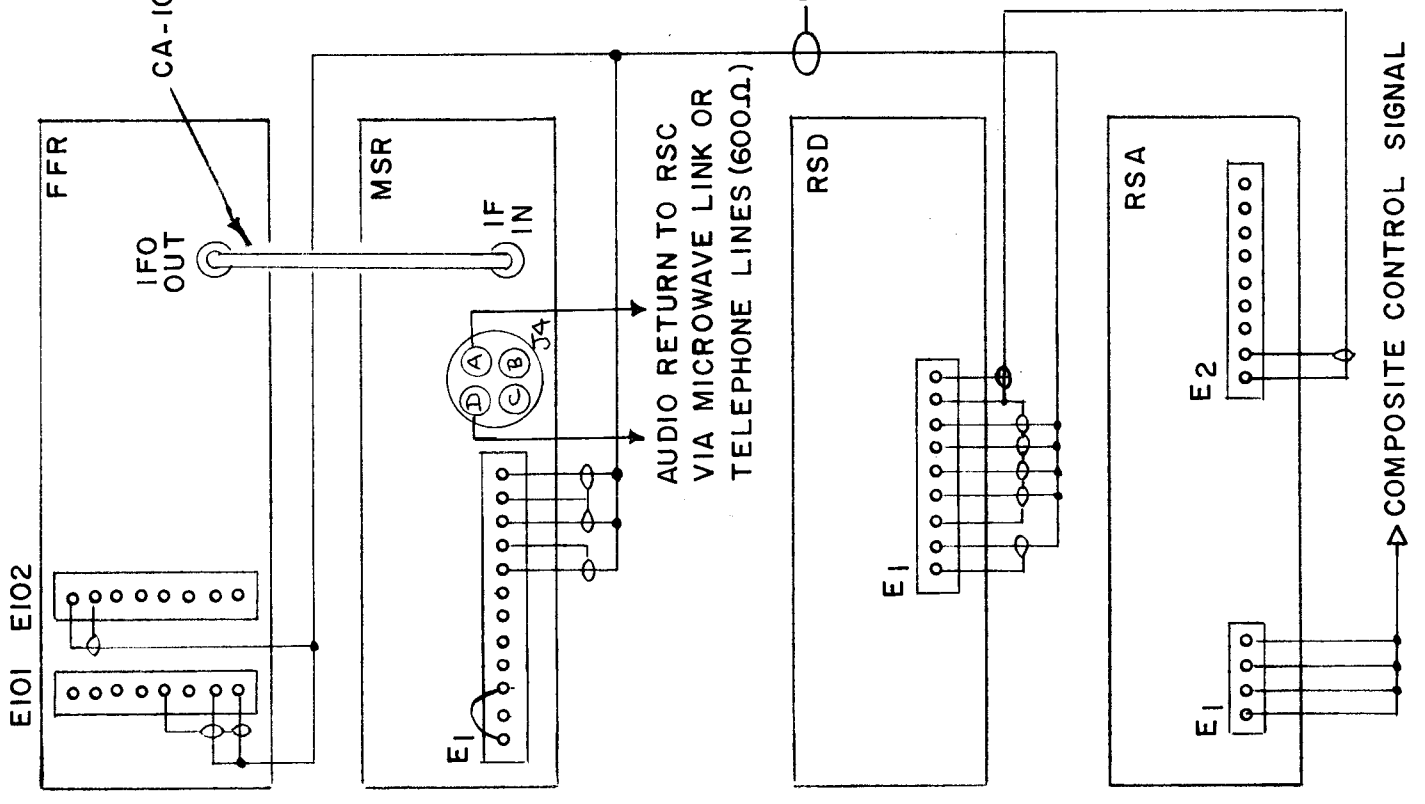 CA-10
FFR
E101 E102
IFO
OUT
MSR
IF
IN
A
D
B
C
J4
E1
AUDIO RETURN TO RSC
VIA MICROWAVE LINK OR
TELEPHONE LINES (600Ω)
RSD
E1
RSA
E2
E1
COMPOSITE CONTROL SIGNAL